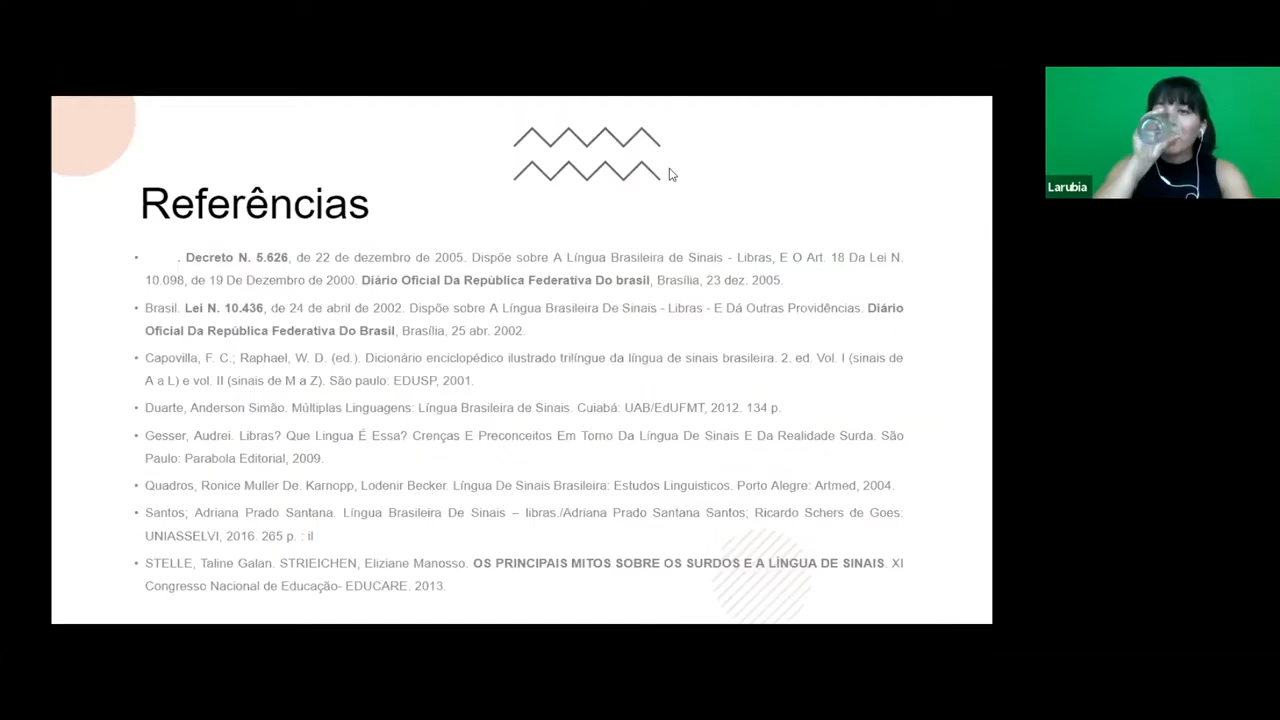 Referências
• . Decreto N. 5.626, de 22 de dezembro de 2005. Dispõe sobre A Língua Brasileira de Sinais - Libras, E O Art. 18 Da Lei N.
10.098, de 19 De Dezembro de 2000. Diário Oficial Da República Federativa Do brasil, Brasília, 23 dez. 2005.
• Brasil. Lei N. 10.436, de 24 de abril de 2002. Dispõe sobre A Língua Brasileira De Sinais - Libras - E Dá Outras Providências. Diário
Oficial Da República Federativa Do Brasil, Brasília, 25 abr. 2002.
• Capovilla, F. C.; Raphael, W. D. (ed.). Dicionário enciclopédico ilustrado trilíngue da língua de sinais brasileira. 2. ed. Vol. I (sinais de
A a L) e vol. II (sinais de M a Z). São paulo: EDUSP, 2001.
• Duarte, Anderson Simão. Múltiplas Linguagens: Língua Brasileira de Sinais. Cuiabá: UAB/EdUFMT, 2012. 134 p.
• Gesser, Audrei. Libras? Que Lingua É Essa? Crenças E Preconceitos Em Torno Da Língua De Sinais E Da Realidade Surda. São
Paulo: Parabola Editorial, 2009.
• Quadros, Ronice Muller De. Karnopp, Lodenir Becker. Língua De Sinais Brasileira: Estudos Linguisticos. Porto Alegre: Artmed, 2004.
• Santos; Adriana Prado Santana. Língua Brasileira De Sinais – libras./Adriana Prado Santana Santos; Ricardo Schers de Goes:
UNIASSELVI, 2016. 265 p. : il
• STELLE, Taline Galan. STRIEICHEN, Eliziane Manosso. OS PRINCIPAIS MITOS SOBRE OS SURDOS E A LÍNGUA DE SINAIS. XI
Congresso Nacional de Educação- EDUCARE. 2013.
Larubia